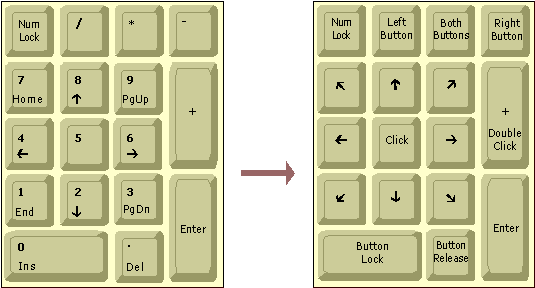 Num
Lock
/
*
-
7
Home
8
↑
9
PgUp
+
4
←
5
6
→
1
End
2
↓
3
PgDn
Enter
0
Ins
.
Del
Num
Lock
Left
Button
Both
Buttons
Right
Button
↖
↑
↗
+
Double
Click
←
Click
→
↙
↓
↘
Enter
Button
Lock
Button
Release